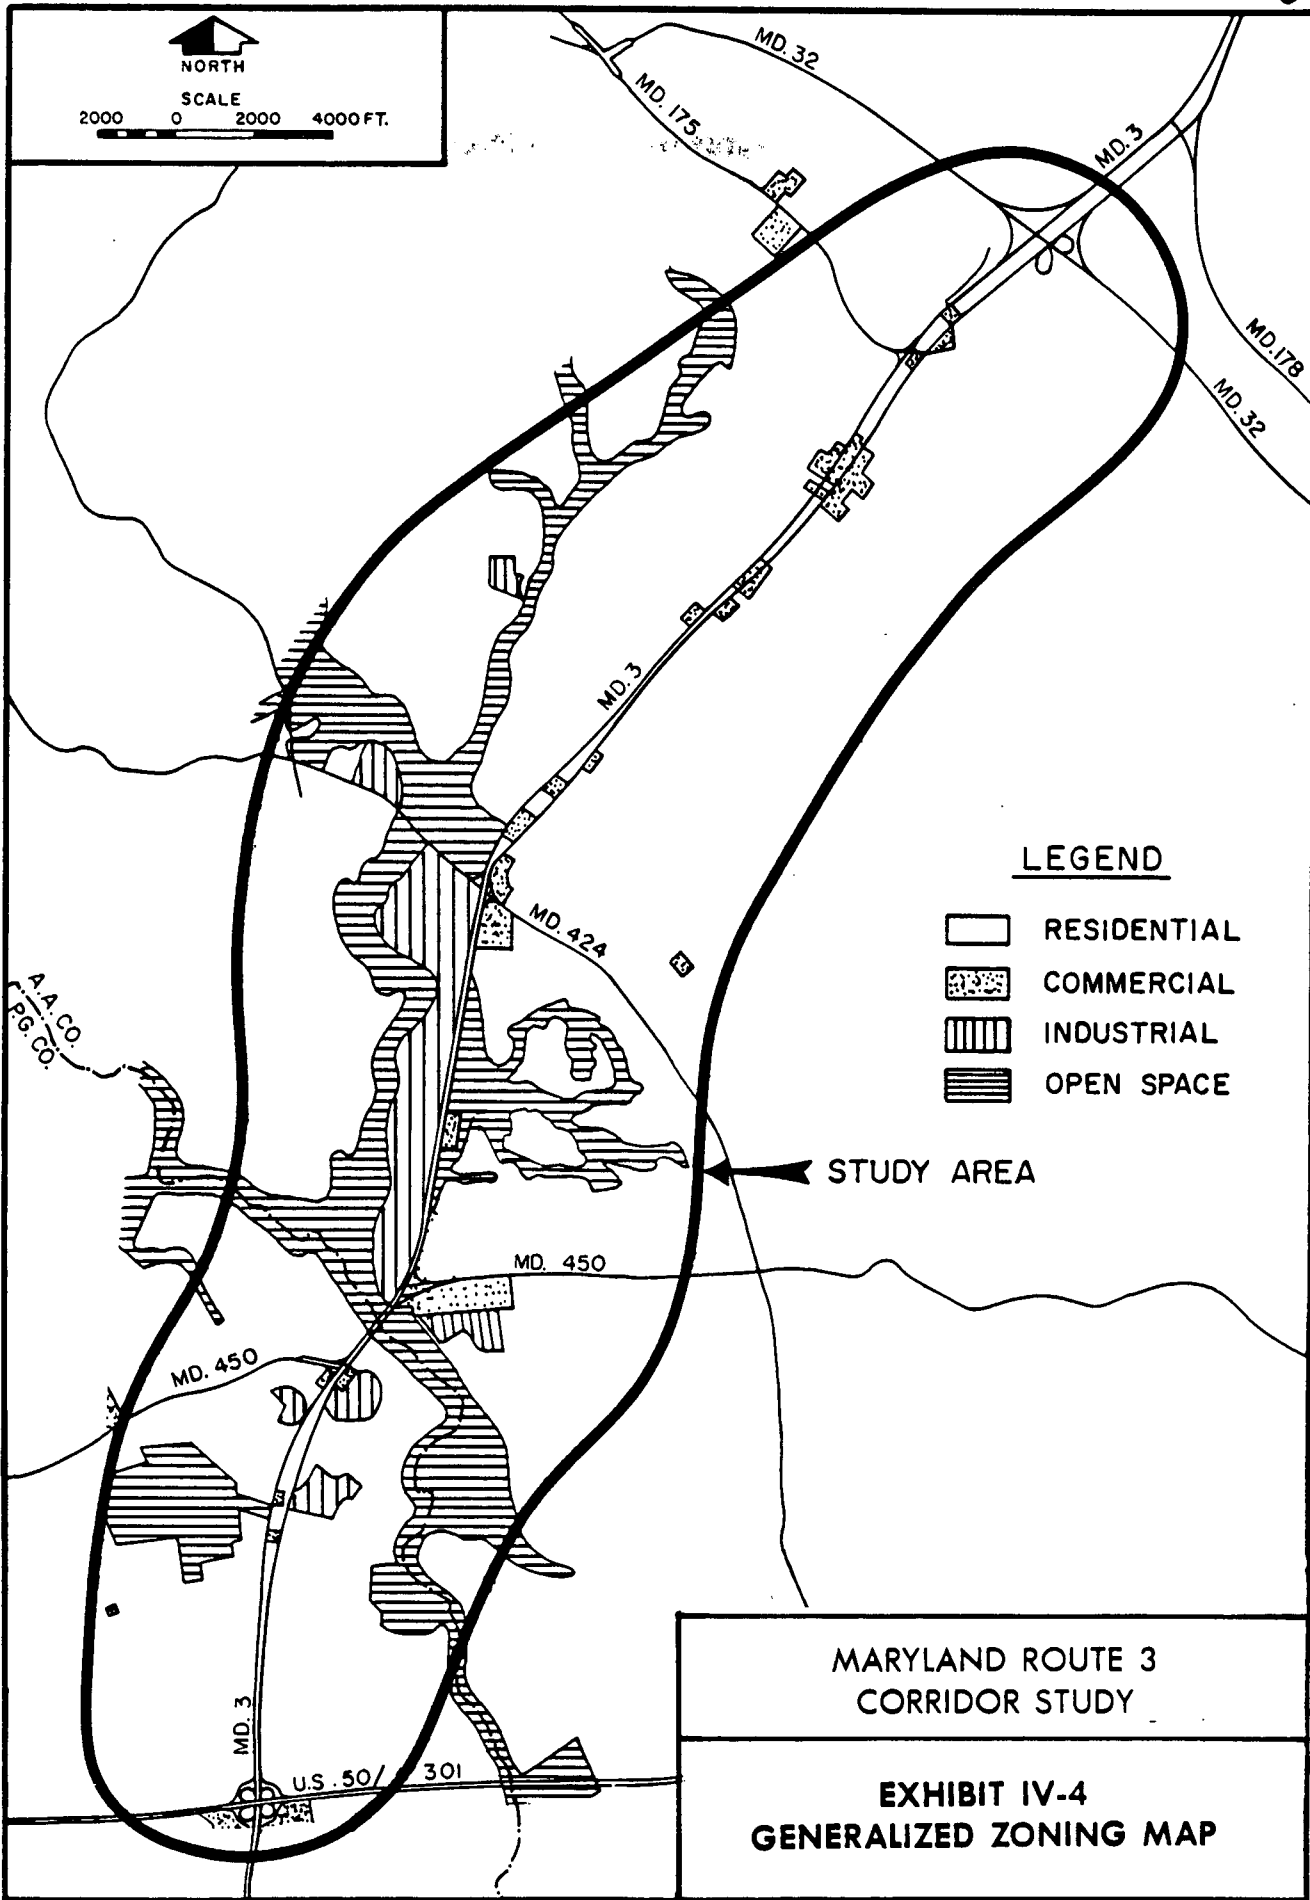 NORTH
SCALE
2000 0 2000 4000 FT.
MD. 32
MD. 175
MD. 3
MD. 178
MD. 32
MD. 3
LEGEND
RESIDENTIAL
COMMERCIAL
INDUSTRIAL
OPEN SPACE
MD. 424
A.A. CO.
P.G. CO.
STUDY AREA
MD. 450
MD. 450
MD. 3
U.S. 50/ 301
MARYLAND ROUTE 3
CORRIDOR STUDY
EXHIBIT IV-4
GENERALIZED ZONING MAP